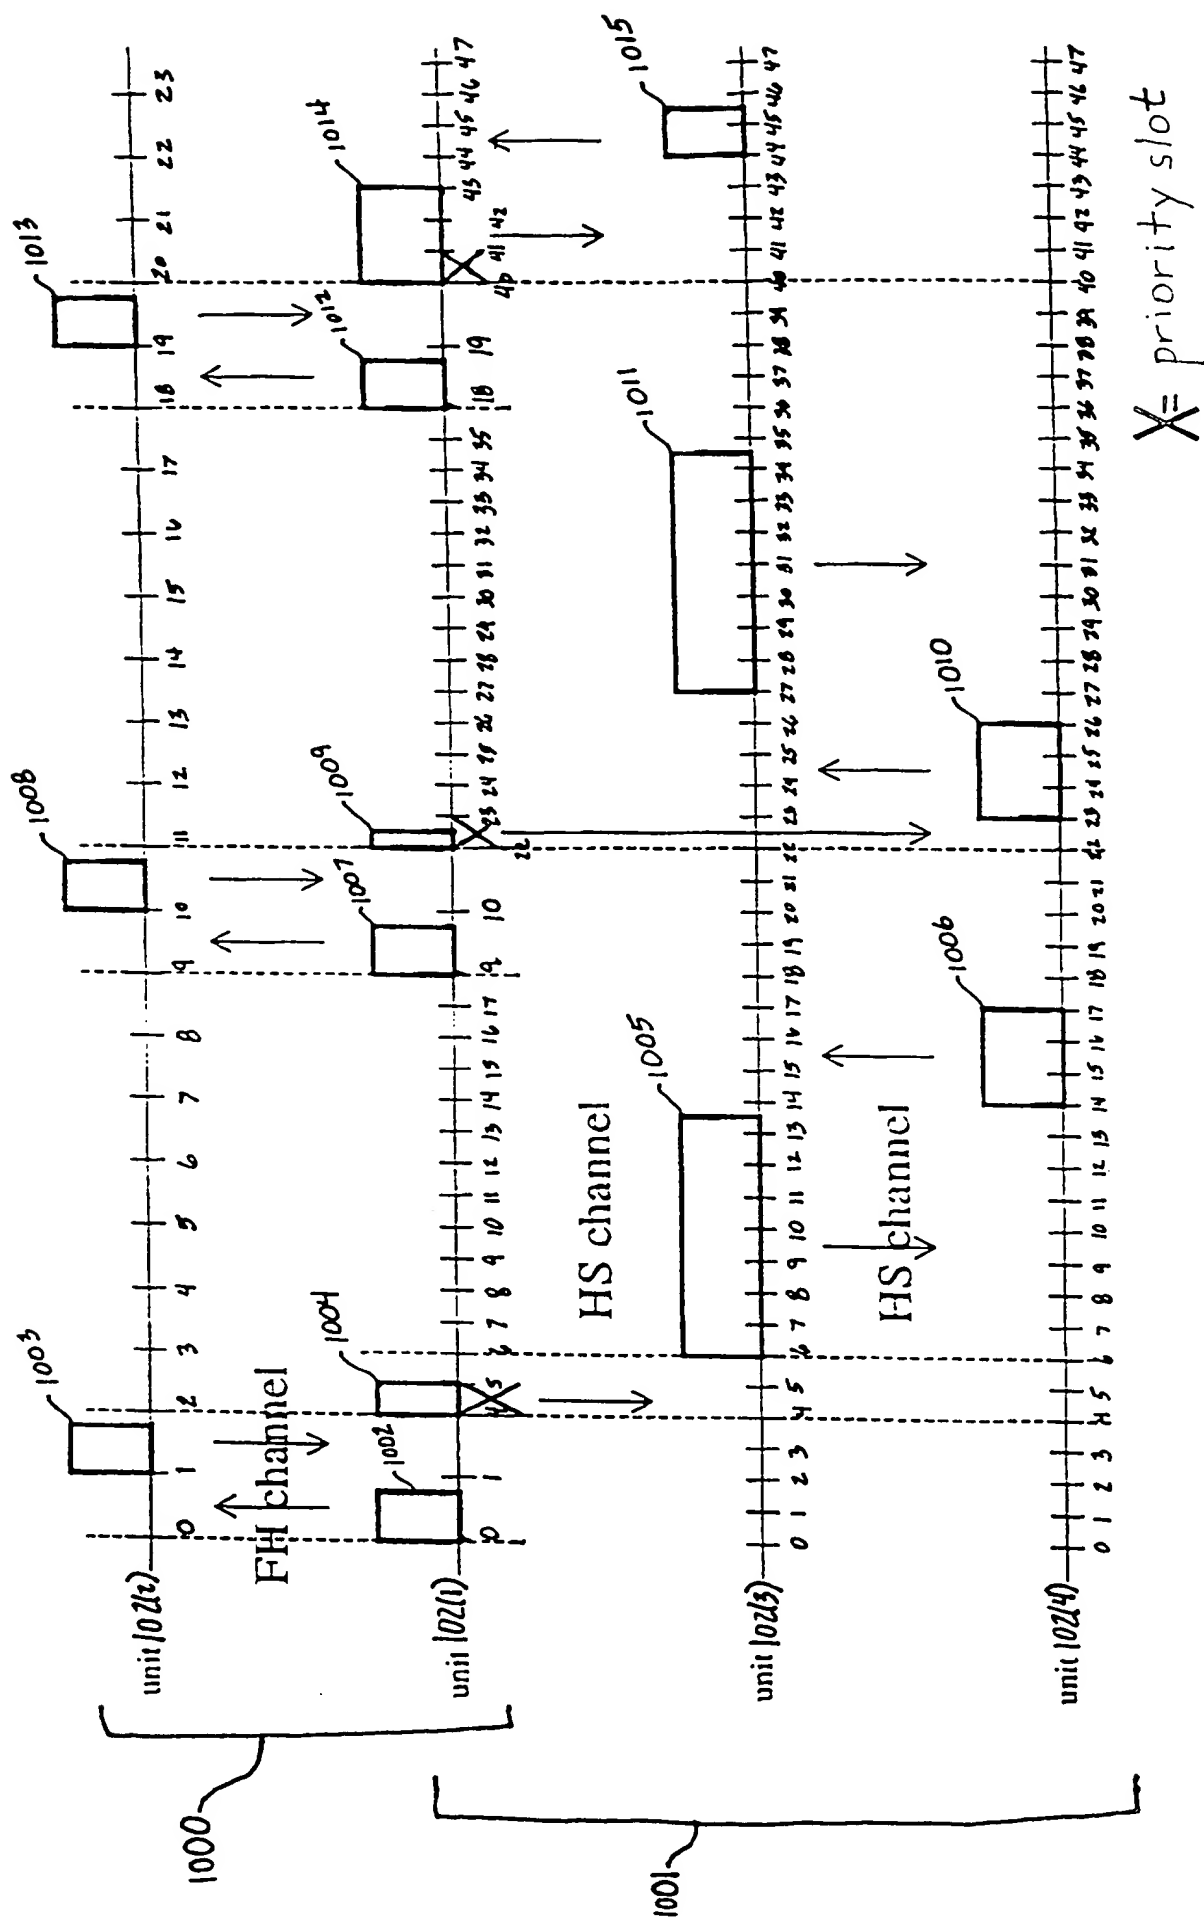 1003 1008 1013
unit 102(2)
0 1 2 3 4 5 6 7 8 9 10 11 12 13 14 15 16 17 18 19 20 21 22 23
FH channel
1002 1004 1007 1009 1012 1014
unit 102(1)
0 1 4 5 6 7 8 9 10 11 12 13 14 15 16 17 9 10 22 23 24 25 26 27 28 29 30 31 32 33 34 35 18 19 40 41 42 43 44 45 46 47
1000
HS channel
1005 1011 1015
unit 102(3)
0 1 2 3 4 5 6 7 8 9 10 11 12 13 14 15 16 17 18 19 20 21 22 23 24 25 26 27 28 29 30 31 32 33 34 35 36 37 38 39 40 41 42 43 44 45 46 47
1001
HS channel
1006 1010
unit 102(4)
0 1 2 3 4 5 6 7 8 9 10 11 12 13 14 15 16 17 18 19 20 21 22 23 24 25 26 27 28 29 30 31 32 33 34 35 36 37 38 39 40 41 42 43 44 45 46 47
X= priority slot